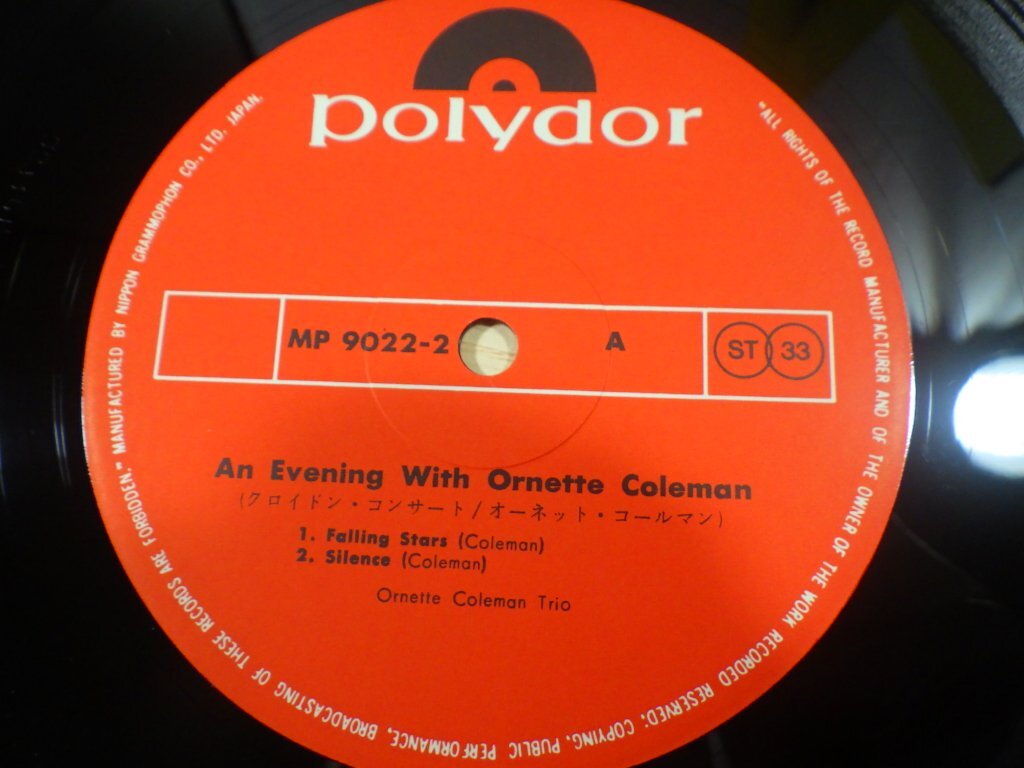 polydor
MP 9022-2
A
ST 33
An Evening With Ornette Coleman
(クロイドン・コンサート/オーネット・コールマン)
1. Falling Stars (Coleman)
2. Silence (Coleman)
Ornette Coleman Trio
"ALL RIGHTS OF THE RECORD MANUFACTURER AND OF THE OWNER OF THE WORK RECORDED RESERVED; COPYING, PUBLIC PERFORMANCE, BROADCASTING OF THESE RECORDS ARE FORBIDDEN." MANUFACTURED BY NIPPON GRAMMOPHON CO., LTD. JAPAN.